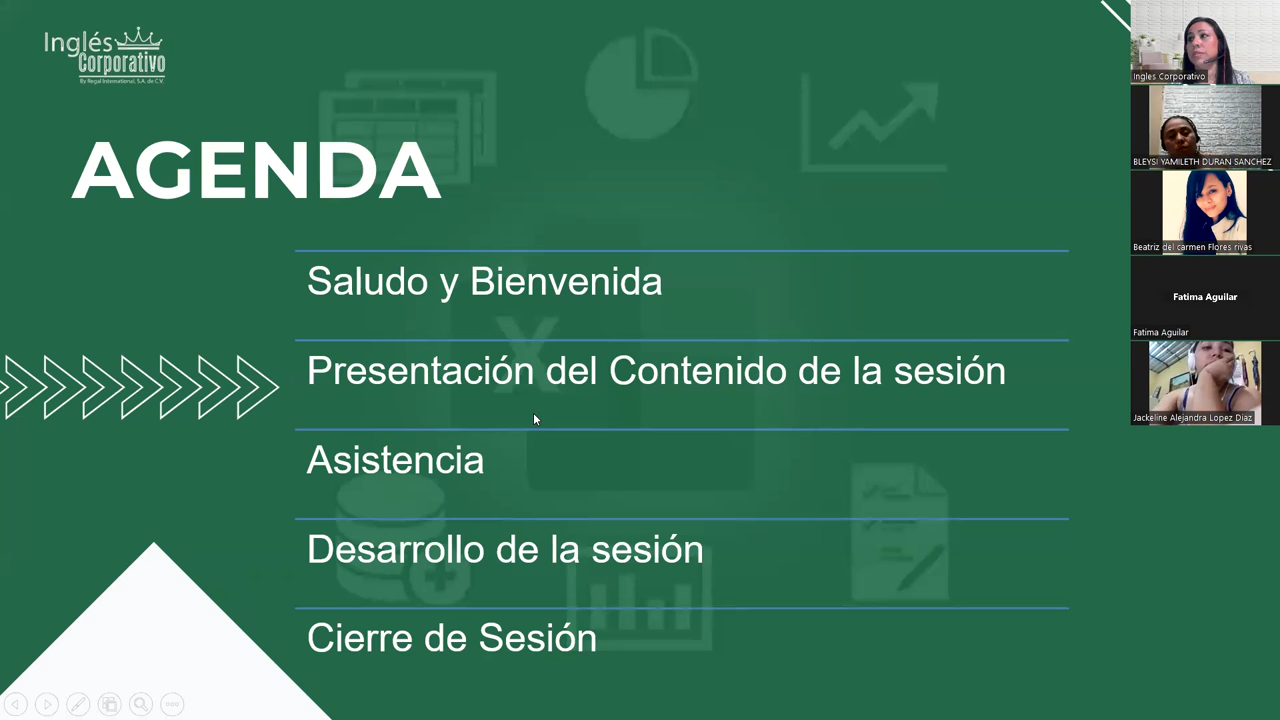 Inglés
Corporativo
By Regal International, S.A. de C.V.
AGENDA
Saludo y Bienvenida
Presentación del Contenido de la sesión
Asistencia
Desarrollo de la sesión
Cierre de Sesión
Ingles Corporativo
BLEYSI YAMILETH DURAN SANCHEZ
Beatriz del carmen Flores rivas
Fatima Aguilar
Fatima Aguilar
Jackeline Alejandra Lopez Diaz